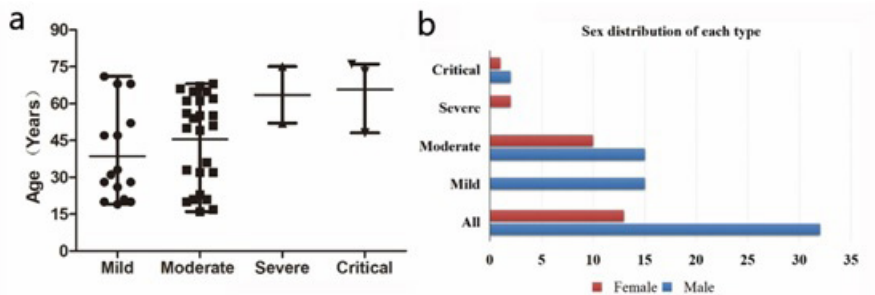 a
90
75
60
45
30
15
0
Age (Years)
Mild Moderate Severe Critical
b
Sex distribution of each type
Critical
Severe
Moderate
Mild
All
0 5 10 15 20 25 30 35
Female Male